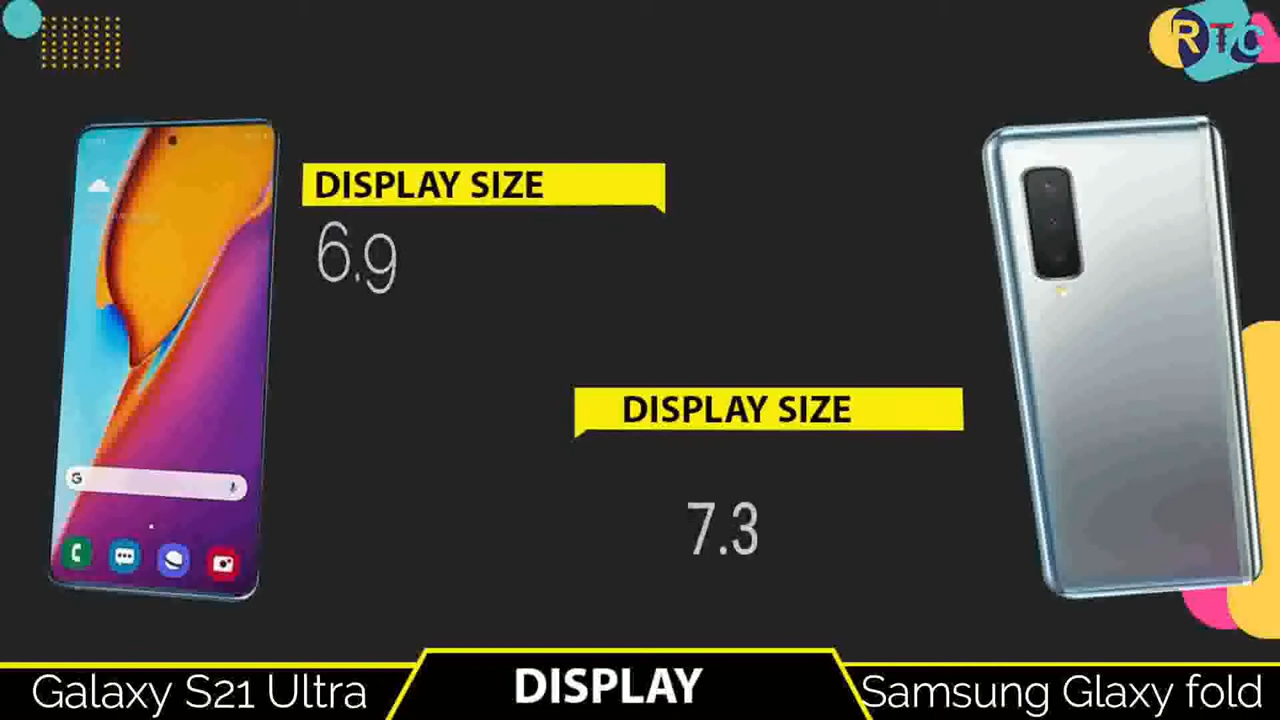 RTC
DISPLAY SIZE
6.9
DISPLAY SIZE
7.3
G
Galaxy S21 Ultra
DISPLAY
Samsung Glaxy fold